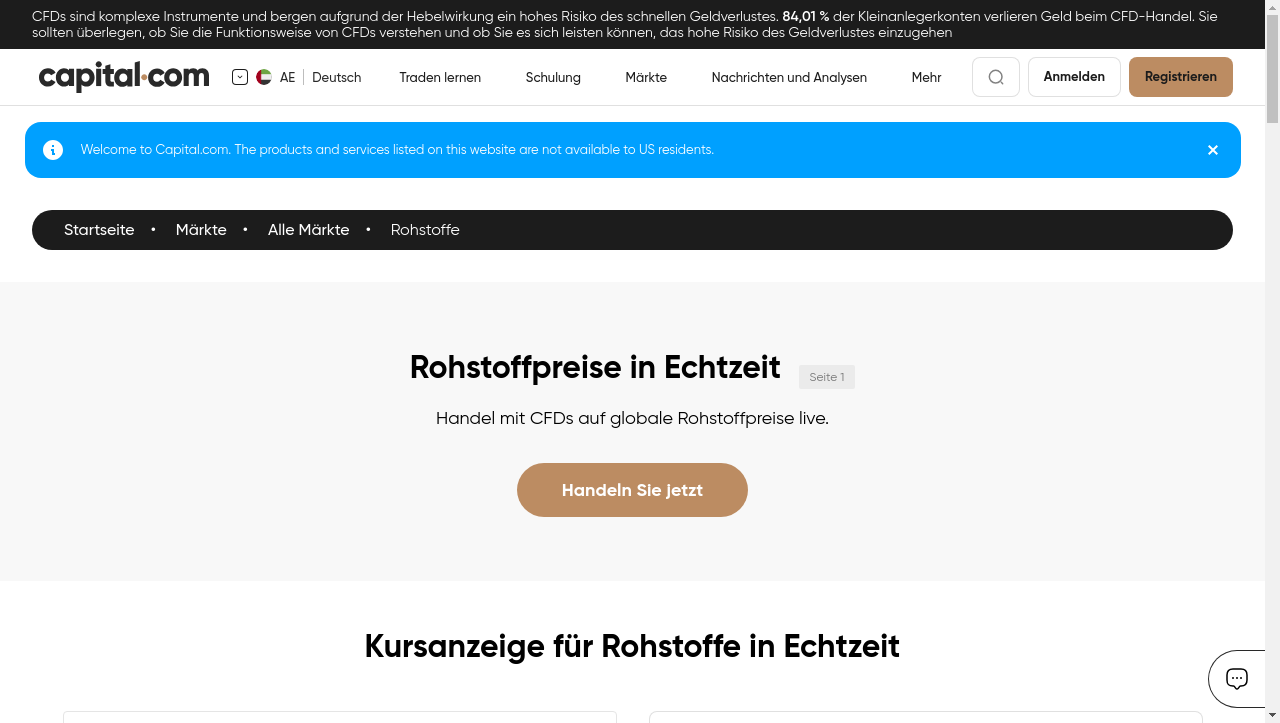 CFDs sind komplexe Instrumente und bergen aufgrund der Hebelwirkung ein hohes Risiko des schnellen Geldverlustes. 84,01 % der Kleinanlegerkonten verlieren Geld beim CFD-Handel. Sie
sollten überlegen, ob Sie die Funktionsweise von CFDs verstehen und ob Sie es sich leisten können, das hohe Risiko des Geldverlustes einzugehen
capital.com AE Deutsch Traden lernen Schulung Märkte Nachrichten und Analysen Mehr Anmelden Registrieren
Welcome to Capital.com. The products and services listed on this website are not available to US residents.
Startseite • Märkte • Alle Märkte • Rohstoffe
Rohstoffpreise in Echtzeit Seite 1
Handel mit CFDs auf globale Rohstoffpreise live.
Handeln Sie jetzt
Kursanzeige für Rohstoffe in Echtzeit